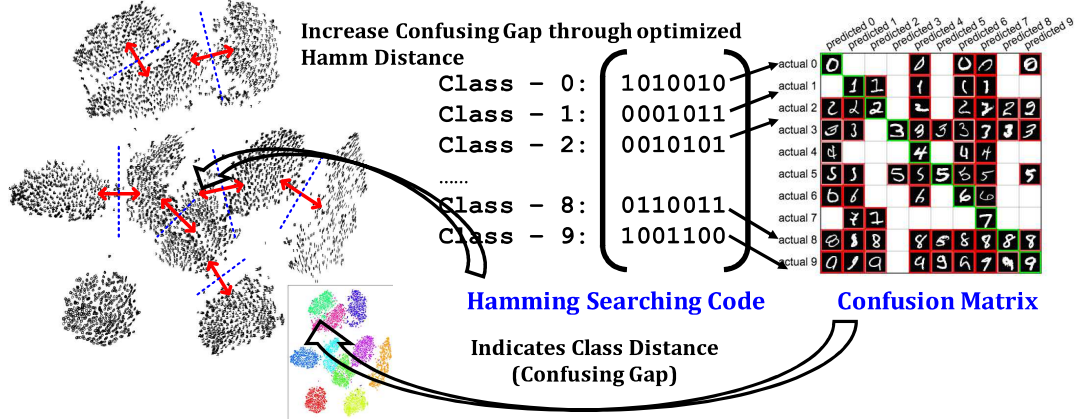 Increase Confusing Gap through optimized
Hamm Distance
Class - 0: 1010010
Class - 1: 0001011
Class - 2: 0010101
……
Class - 8: 0110011
Class - 9: 1001100
Hamming Searching Code
predicted 0
predicted 1
predicted 2
predicted 3
predicted 4
predicted 5
predicted 6
predicted 7
predicted 8
predicted 9
actual 0
actual 1
actual 2
actual 3
actual 4
actual 5
actual 6
actual 7
actual 8
actual 9
Confusion Matrix
Indicates Class Distance
(Confusing Gap)